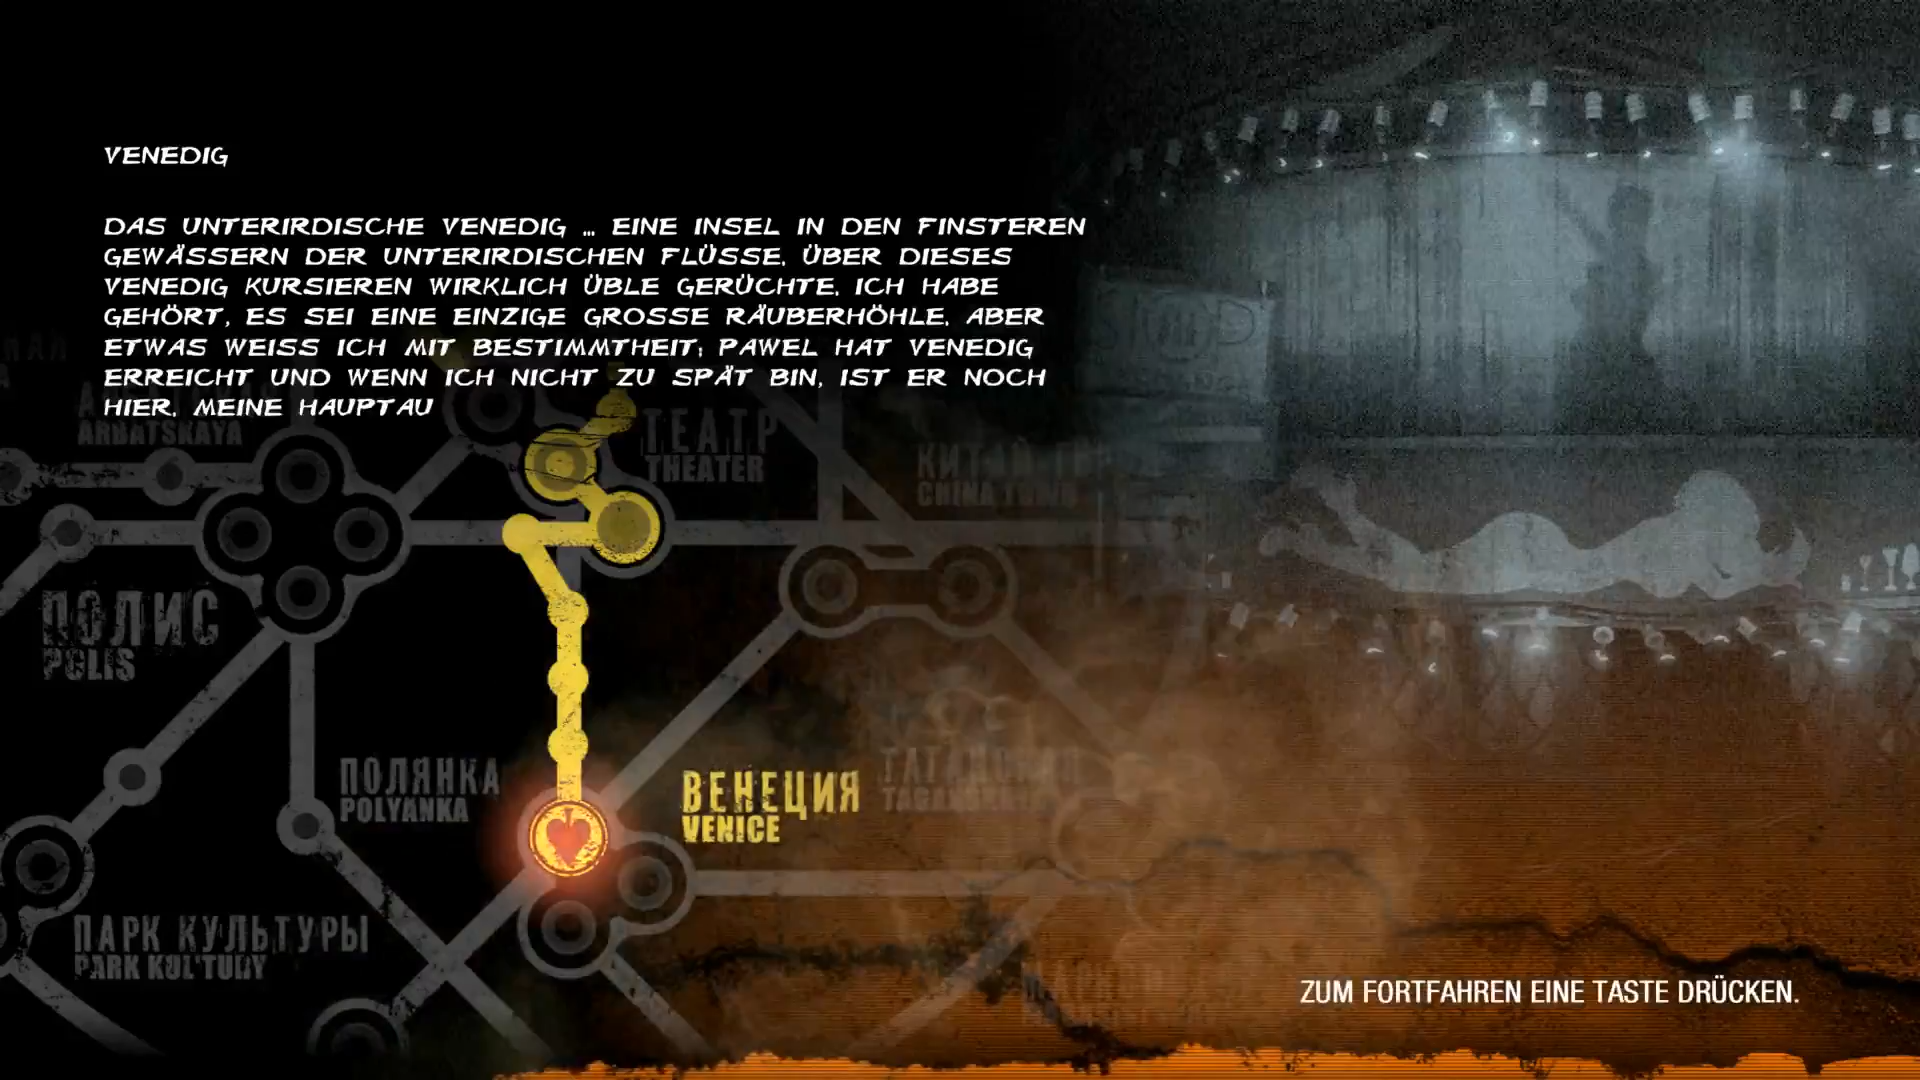 VENEDIG
DAS UNTERIRDISCHE VENEDIG ... EINE INSEL IN DEN FINSTEREN
GEWÄSSERN DER UNTERIRDISCHEN FLÜSSE. ÜBER DIESES
VENEDIG KURSIEREN WIRKLICH ÜBLE GERÜCHTE. ICH HABE
GEHÖRT, ES SEI EINE EINZIGE GROSSE RÄUBERHÖHLE. ABER
ETWAS WEISS ICH MIT BESTIMMTHEIT: PAWEL HAT VENEDIG
ERREICHT UND WENN ICH NICHT ZU SPÄT BIN, IST ER NOCH
HIER. MEINE HAUPTAU
ARBATSKAYA
ТЕАТР
THEATER
ПОЛИС
POLIS
ПОЛЯНКА
POLYANKA
ВЕНЕЦИЯ
VENICE
ПАРК КУЛЬТУРЫ
PARK KUL'TURY
ZUM FORTFAHREN EINE TASTE DRÜCKEN.